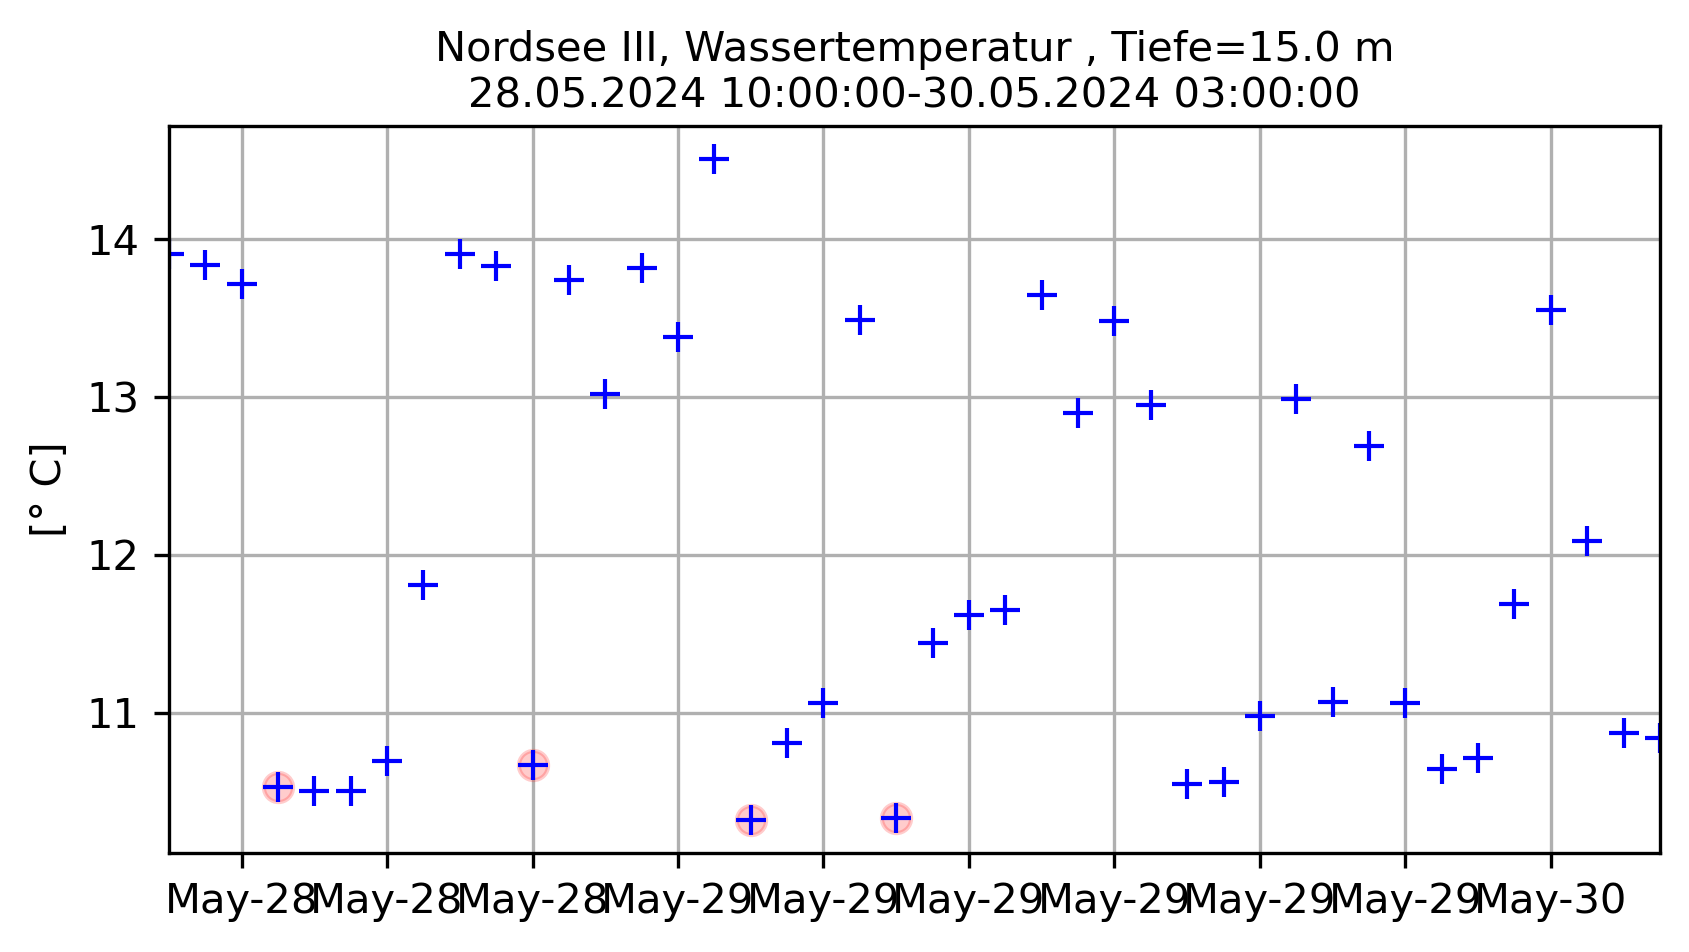 Nordsee III, Wassertemperatur , Tiefe=15.0 m
28.05.2024 10:00:00-30.05.2024 03:00:00
[° C]
14
13
12
11
May-28 May-28 May-28 May-29 May-29 May-29 May-29 May-29 May-29 May-30